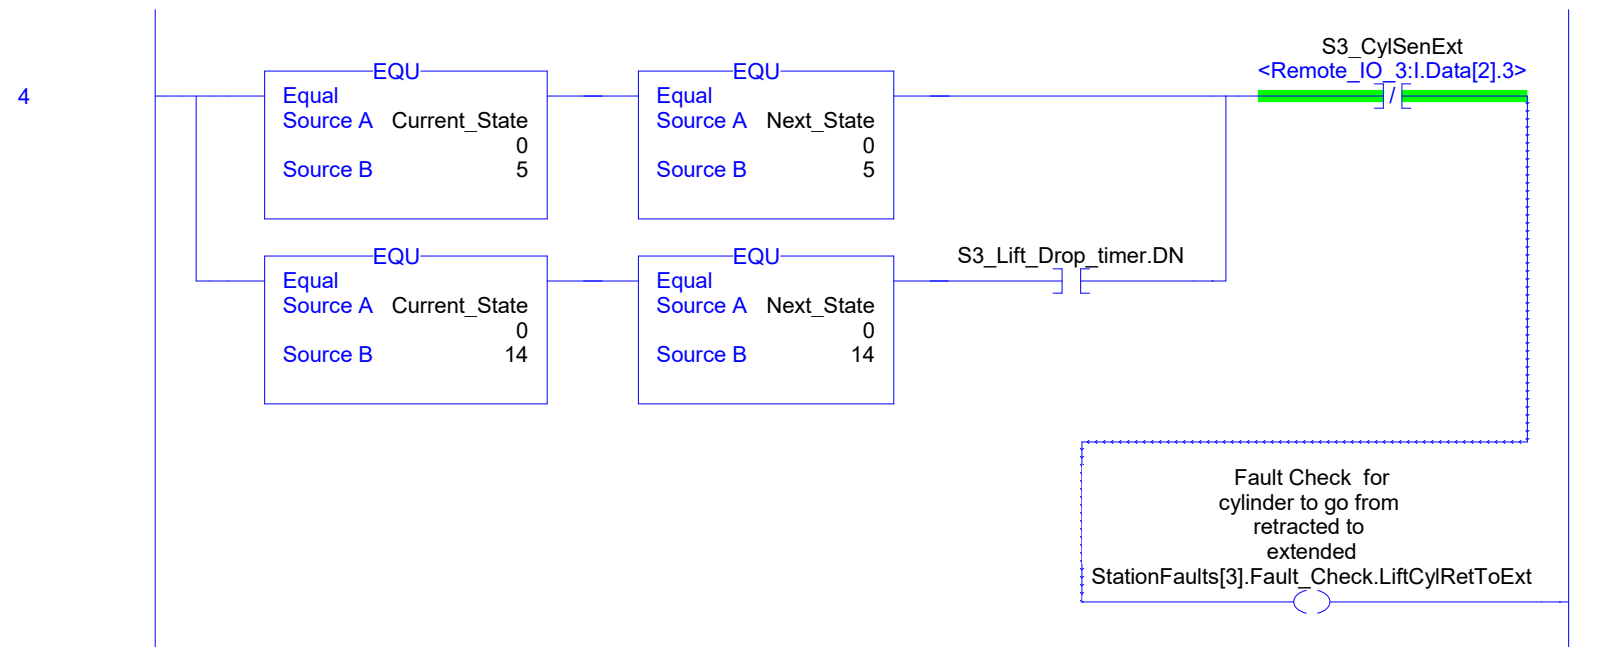 4
EQU
Equal
Source A Current_State
0
Source B 5
EQU
Equal
Source A Next_State
0
Source B 5
S3_CylSenExt
<Remote_IO_3:I.Data[2].3>
/
EQU
Equal
Source A Current_State
0
Source B 14
EQU
Equal
Source A Next_State
0
Source B 14
S3_Lift_Drop_timer.DN
Fault Check for
cylinder to go from
retracted to
extended
StationFaults[3].Fault_Check.LiftCylRetToExt